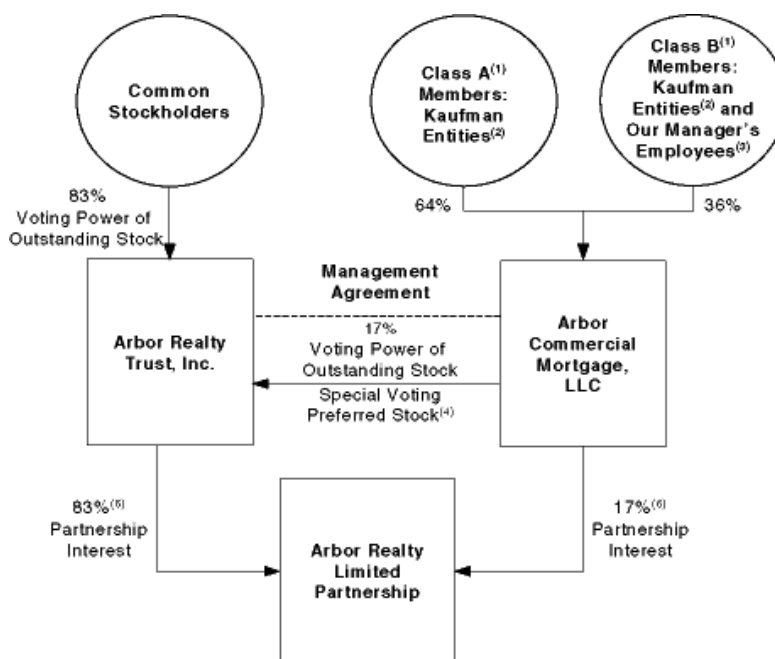 Common
Stockholders
Class A(1)
Members:
Kaufman
Entities(2)
Class B(1)
Members:
Kaufman
Entities(2) and
Our Manager's
Employees(3)
83%
Voting Power of
Outstanding Stock
64%
36%
Management
Agreement
Arbor Realty
Trust, Inc.
17%
Voting Power of
Outstanding Stock
Special Voting
Preferred Stock(4)
Arbor
Commercial
Mortgage,
LLC
83%(5)
Partnership
Interest
Arbor Realty
Limited
Partnership
17%(6)
Partnership
Interest